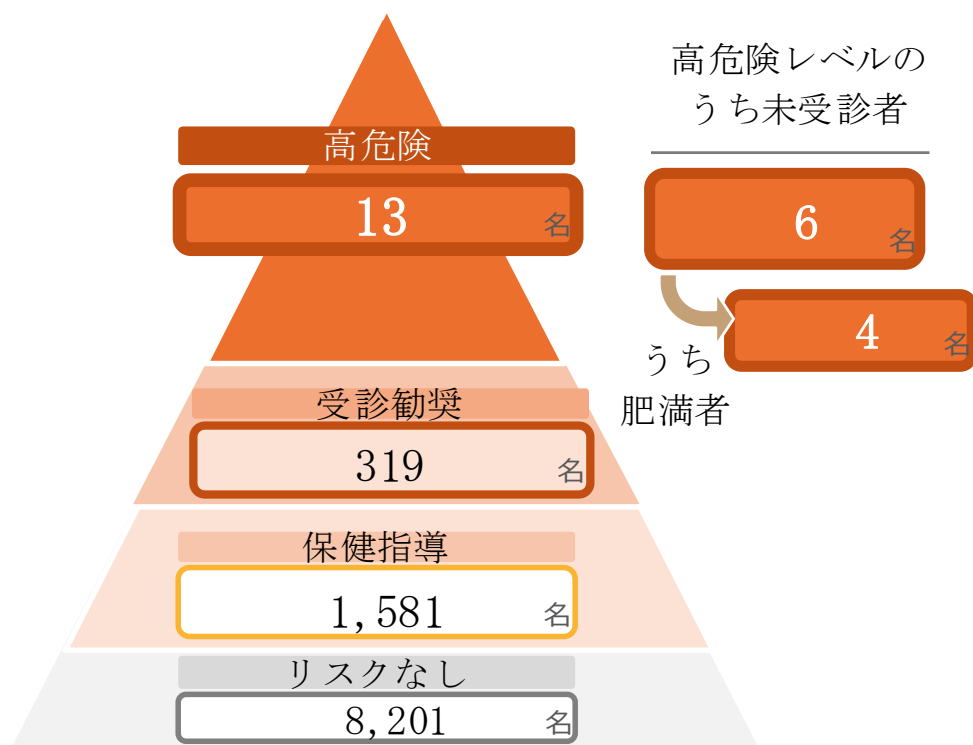 高危険
13 名
受診勧奨
319 名
保健指導
1,581 名
リスクなし
8,201 名
高危険レベルの
うち未受診者
6 名
4 名
うち
肥満者